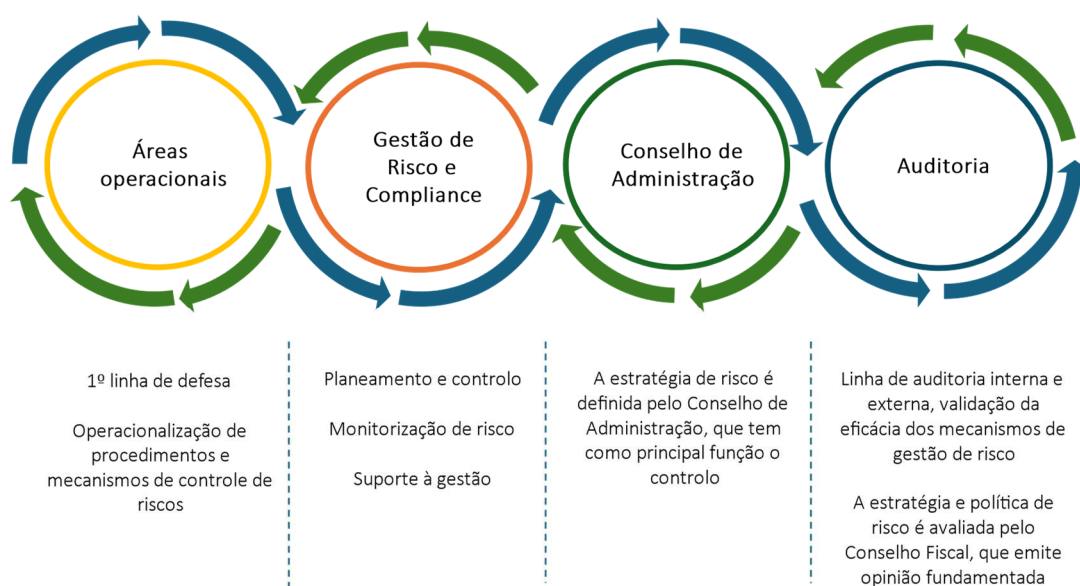 Áreas
operacionais
Gestão de
Risco e
Compliance
Conselho de
Administração
Auditoria
1º linha de defesa
Operacionalização de
procedimentos e
mecanismos de controle de
riscos
Planeamento e controlo
Monitorização de risco
Suporte à gestão
A estratégia de risco é
definida pelo Conselho de
Administração, que tem
como principal função o
controlo
Linha de auditoria interna e
externa, validação da
eficácia dos mecanismos de
gestão de risco
A estratégia e política de
risco é avaliada pelo
Conselho Fiscal, que emite
opinião fundamentada